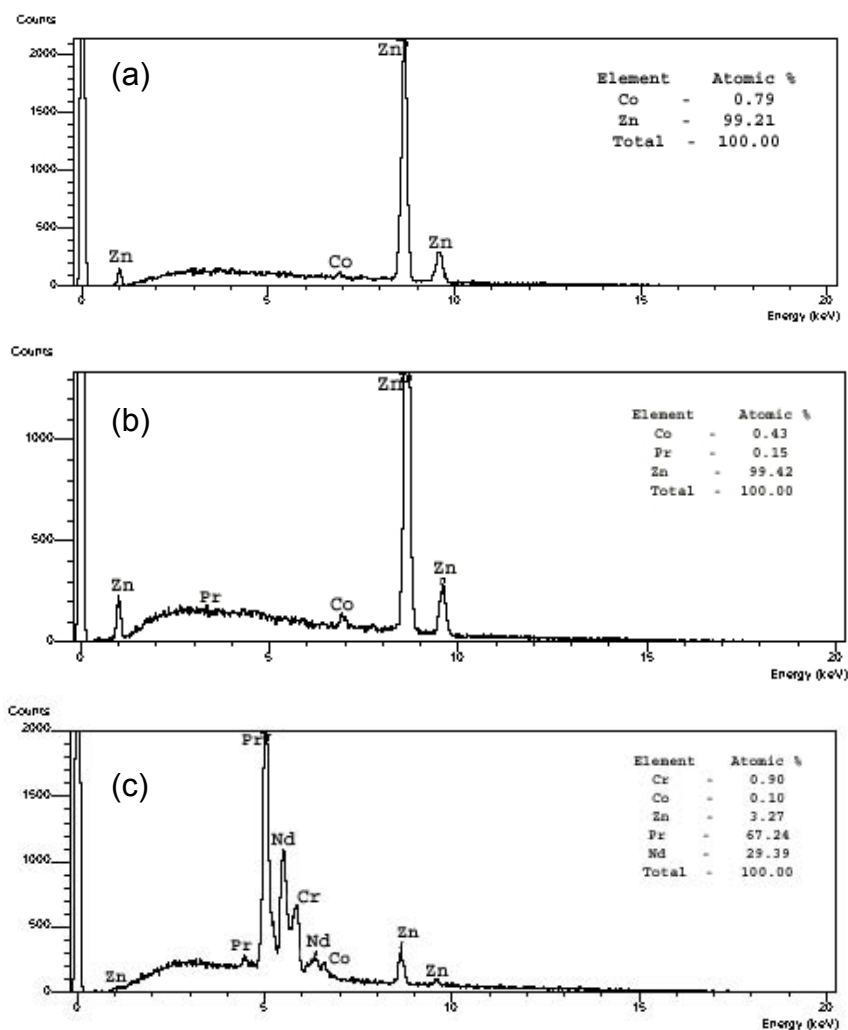 Counts
2000
1500
1000
500
0
(a)
Zn
Element Atomic %
Co - 0.79
Zn - 99.21
Total - 100.00
Zn
Co
Zn
0 5 10 15 20
Energy (keV)
Counts
1000
500
0
(b)
Zn
Element Atomic %
Co - 0.43
Pr - 0.15
Zn - 99.42
Total - 100.00
Zn
Pr
Co
Zn
0 5 10 15 20
Energy (keV)
Counts
2000
1500
1000
500
0
(c)
Pr
Element Atomic %
Cr - 0.90
Co - 0.10
Zn - 3.27
Pr - 67.24
Nd - 29.39
Total - 100.00
Nd
Cr
Zn
Pr
Nd
Co
Zn
Zn
0 5 10 15 20
Energy (keV)